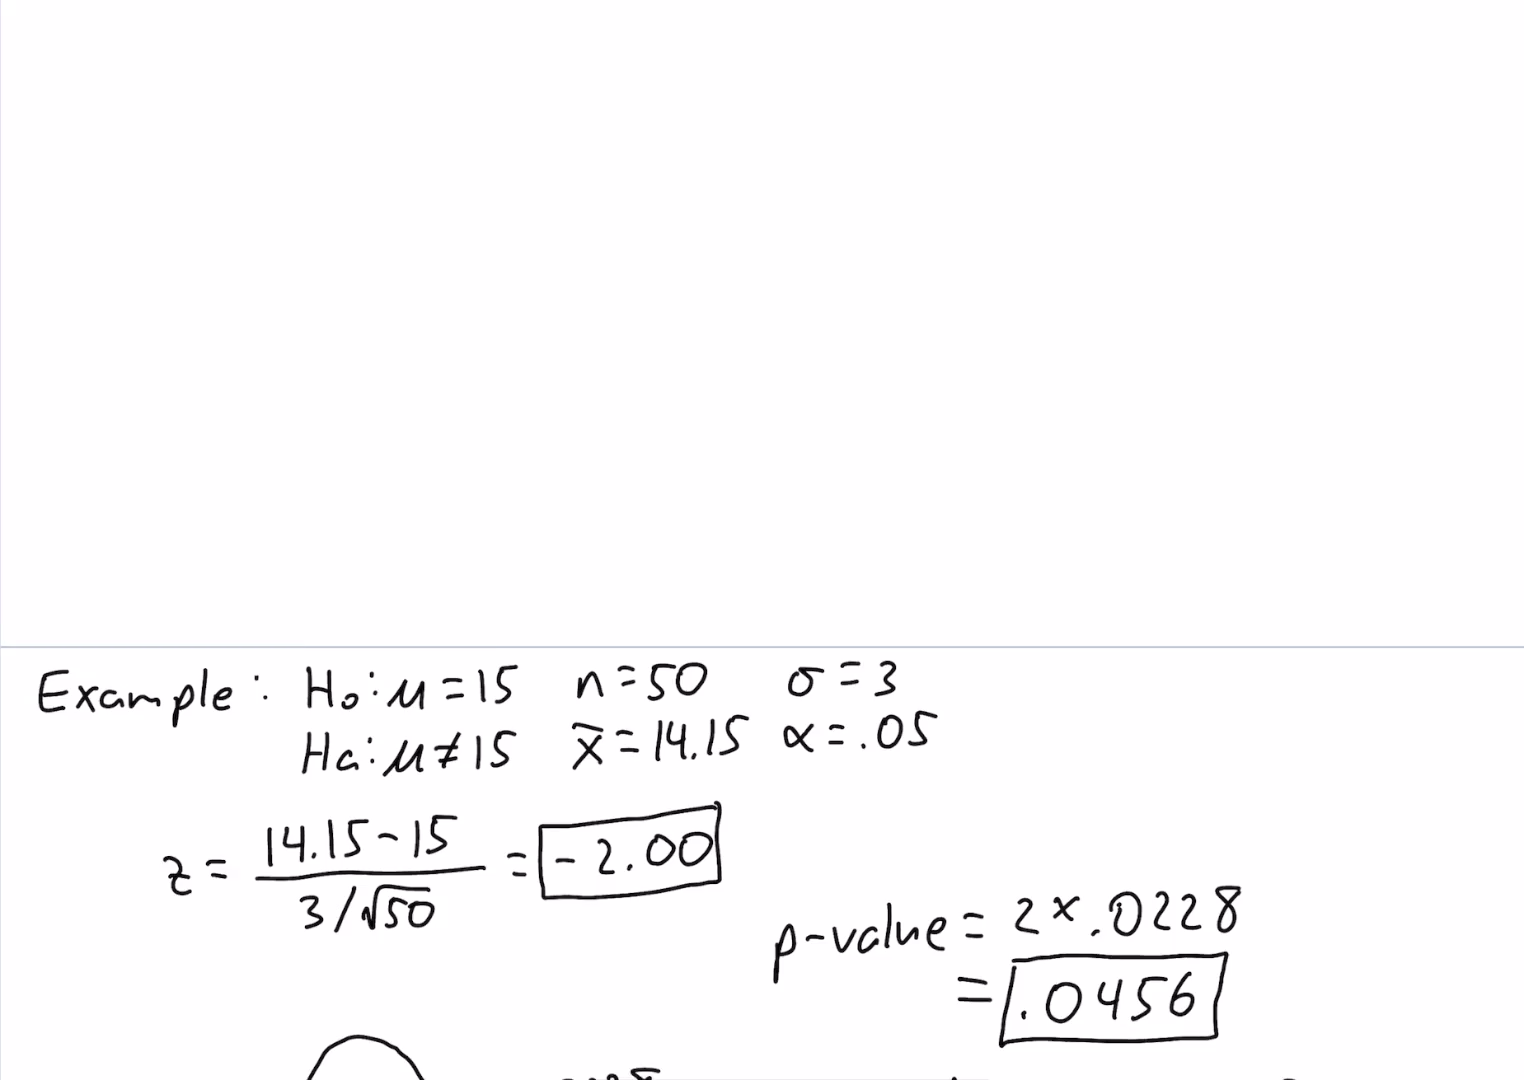 Example: H₀: μ = 15 n = 50 σ = 3
Ha: μ ≠ 15 x̄ = 14.15 α = .05
z = (14.15 - 15) / (3/√50) = -2.00
p-value = 2 × .0228
= .0456